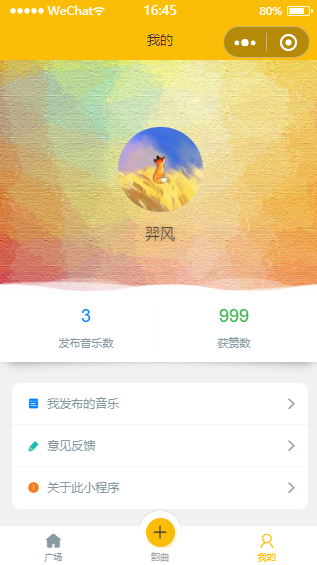 WeChat 16:45 80%
我的
羿风
3 999
发布音乐数 获赞数
我发布的音乐
意见反馈
关于此小程序
广场 韵曲 我的